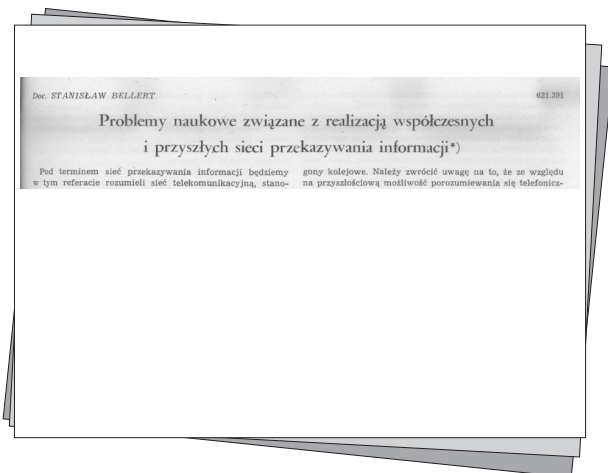 Doc. STANISŁAW BELLERT
621.391
Problemy naukowe związane z realizacją współczesnych
i przyszłych sieci przekazywania informacji*)
Pod terminem sieć przekazywania informacji będziemy
w tym referacie rozumieli sieć telekomunikacyjną, stano-
gony kolejowe. Należy zwrócić uwagę na to, że ze względu
na przyszłościową możliwość porozumiewania się telefonicz-